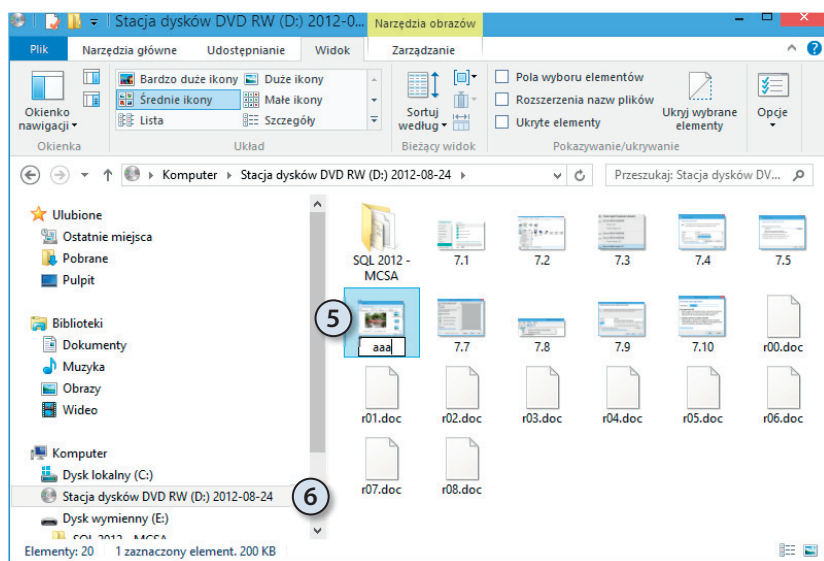 Stacja dysków DVD RW (D:) 2012-0...
Narzędzia obrazów
Plik
Narzędzia główne
Udostępnianie
Widok
Zarządzanie
Okienko nawigacji
Bardzo duże ikony
Duże ikony
Średnie ikony
Małe ikony
Lista
Szczegóły
Sortuj według
Pola wyboru elementów
Rozszerzenia nazw plików
Ukryte elementy
Ukryj wybrane elementy
Opcje
Okienka
Układ
Bieżący widok
Pokazywanie/ukrywanie
Komputer
Stacja dysków DVD RW (D:) 2012-08-24
Przeszukaj: Stacja dysków DV...
Ulubione
Ostatnie miejsca
Pobrane
Pulpit
Biblioteki
Dokumenty
Muzyka
Obrazy
Wideo
Komputer
Dysk lokalny (C:)
Stacja dysków DVD RW (D:) 2012-08-24
Dysk wymienny (E:)
SQL 2012 - MCSA
SQL 2012 -
MCSA
7.1
7.2
7.3
7.4
7.5
5
aaa
7.7
7.8
7.9
7.10
r00.doc
r01.doc
r02.doc
r03.doc
r04.doc
r05.doc
r06.doc
r07.doc
r08.doc
6
Elementy: 20
1 zaznaczony element. 200 KB